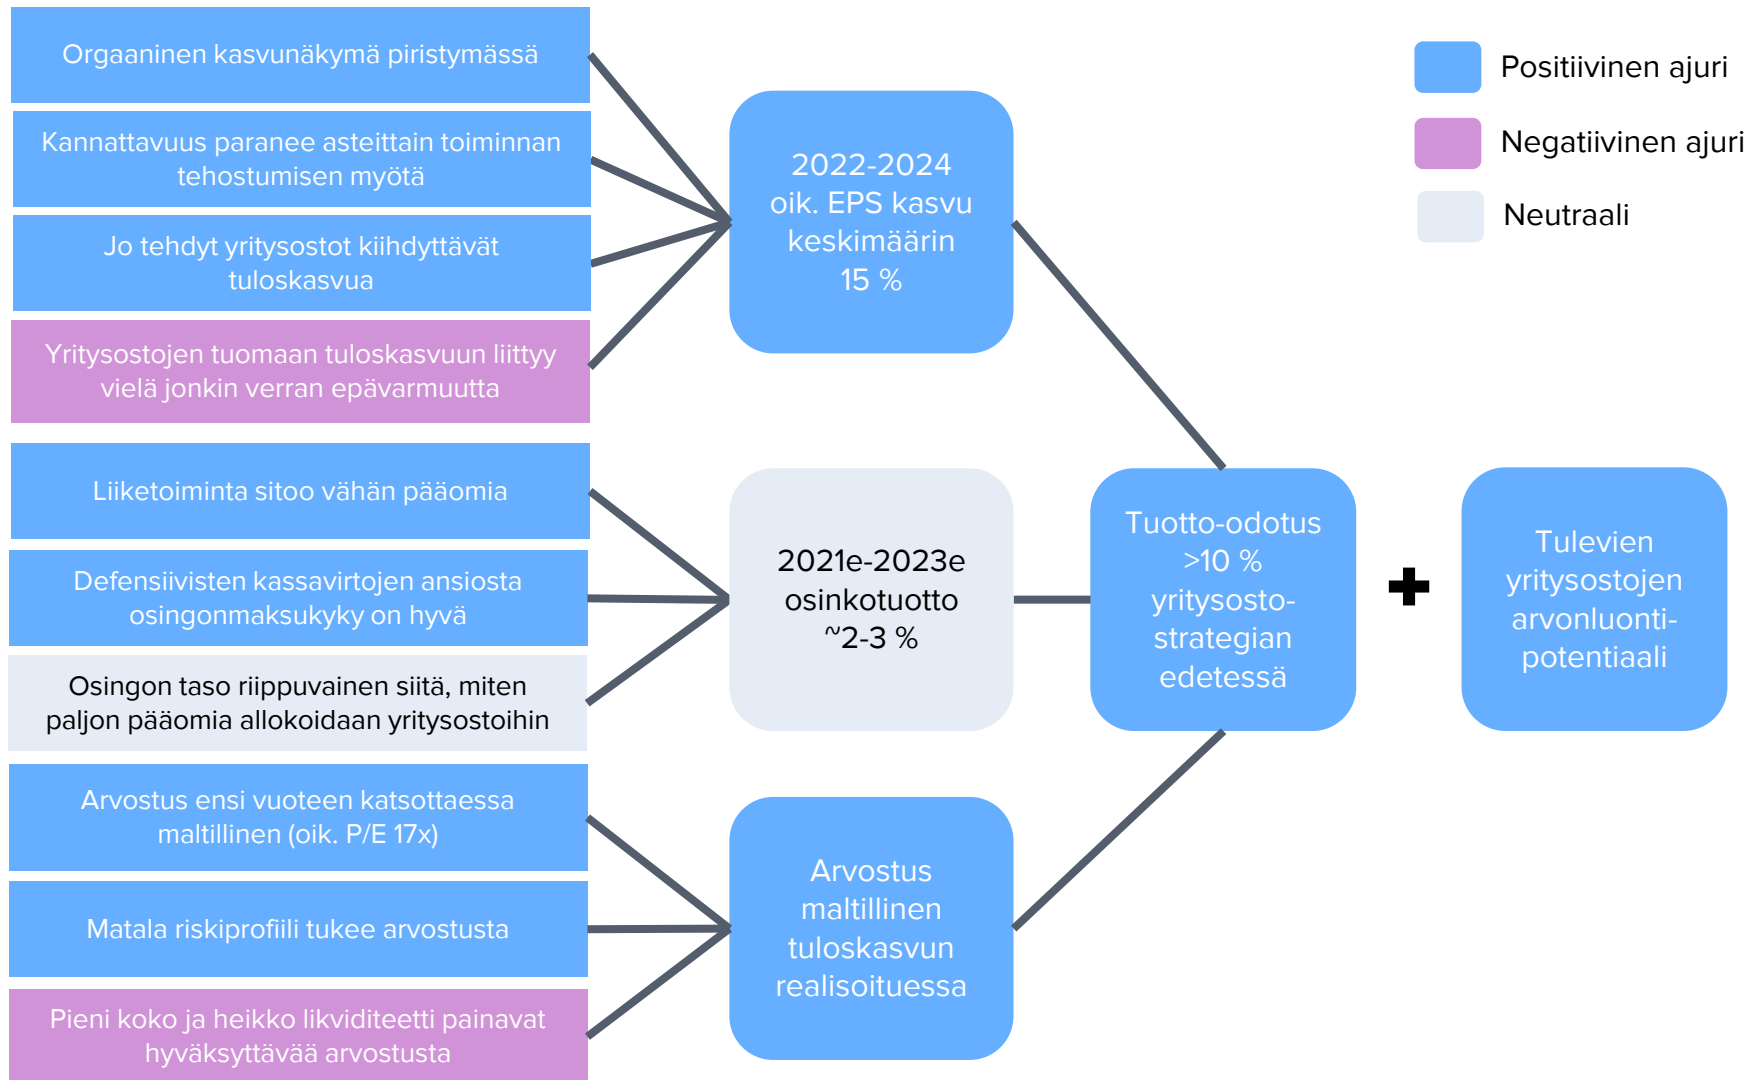 Orgaaninen kasvunäkymä piristymässä
Kannattavuus paranee asteittain toiminnan
tehostumisen myötä
Jo tehdyt yritysostot kiihdyttävät
tuloskasvua
Yritysostojen tuomaan tuloskasvuun liittyy
vielä jonkin verran epävarmuutta
Liiketoiminta sitoo vähän pääomia
Defensiivisten kassavirtojen ansiosta
osingonmaksukyky on hyvä
Osingon taso riippuvainen siitä, miten
paljon pääomia allokoidaan yritysostoihin
Arvostus ensi vuoteen katsottaessa
maltillinen (oik. P/E 17x)
Matala riskiprofiili tukee arvostusta
Pieni koko ja heikko likviditeetti painavat
hyväksyttävää arvostusta
2022-2024
oik. EPS kasvu
keskimäärin
15 %
2021e-2023e
osinkotuotto
~2-3 %
Arvostus
maltillinen
tuloskasvun
realisoituessa
Tuotto-odotus
>10 %
yritysosto-
strategian
edetessä
Tulevien
yritysostojen
arvonluonti-
potentiaali
Positiivinen ajuri
Negatiivinen ajuri
Neutraali